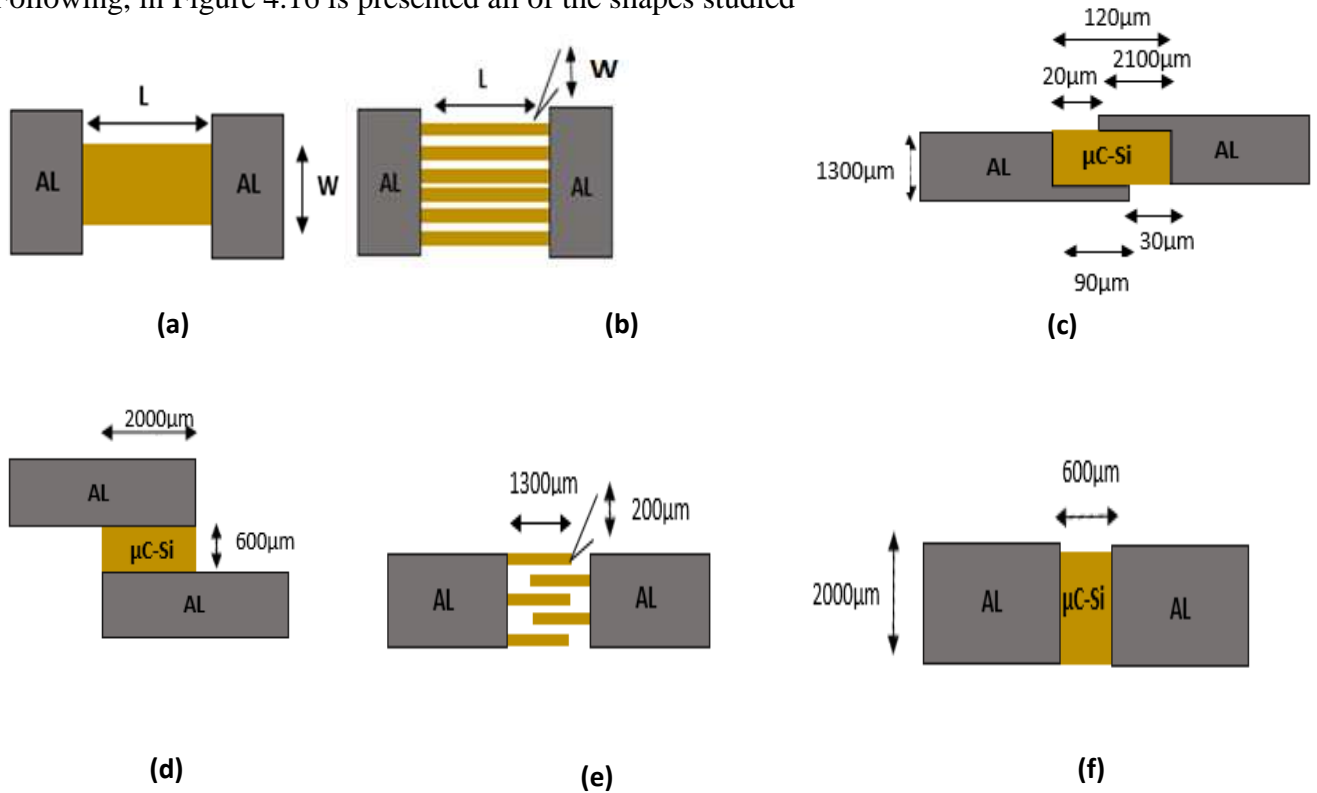 Following, in Figure 4.16 is presented all of the shapes studied
L
AL
AL
W
(a)
L
W
AL
AL
(b)
120µm
2100µm
20µm
1300µm
AL
µC-Si
AL
30µm
90µm
(c)
2000µm
AL
µC-Si
600µm
AL
(d)
1300µm
200µm
AL
AL
(e)
600µm
2000µm
AL
µC-Si
AL
(f)